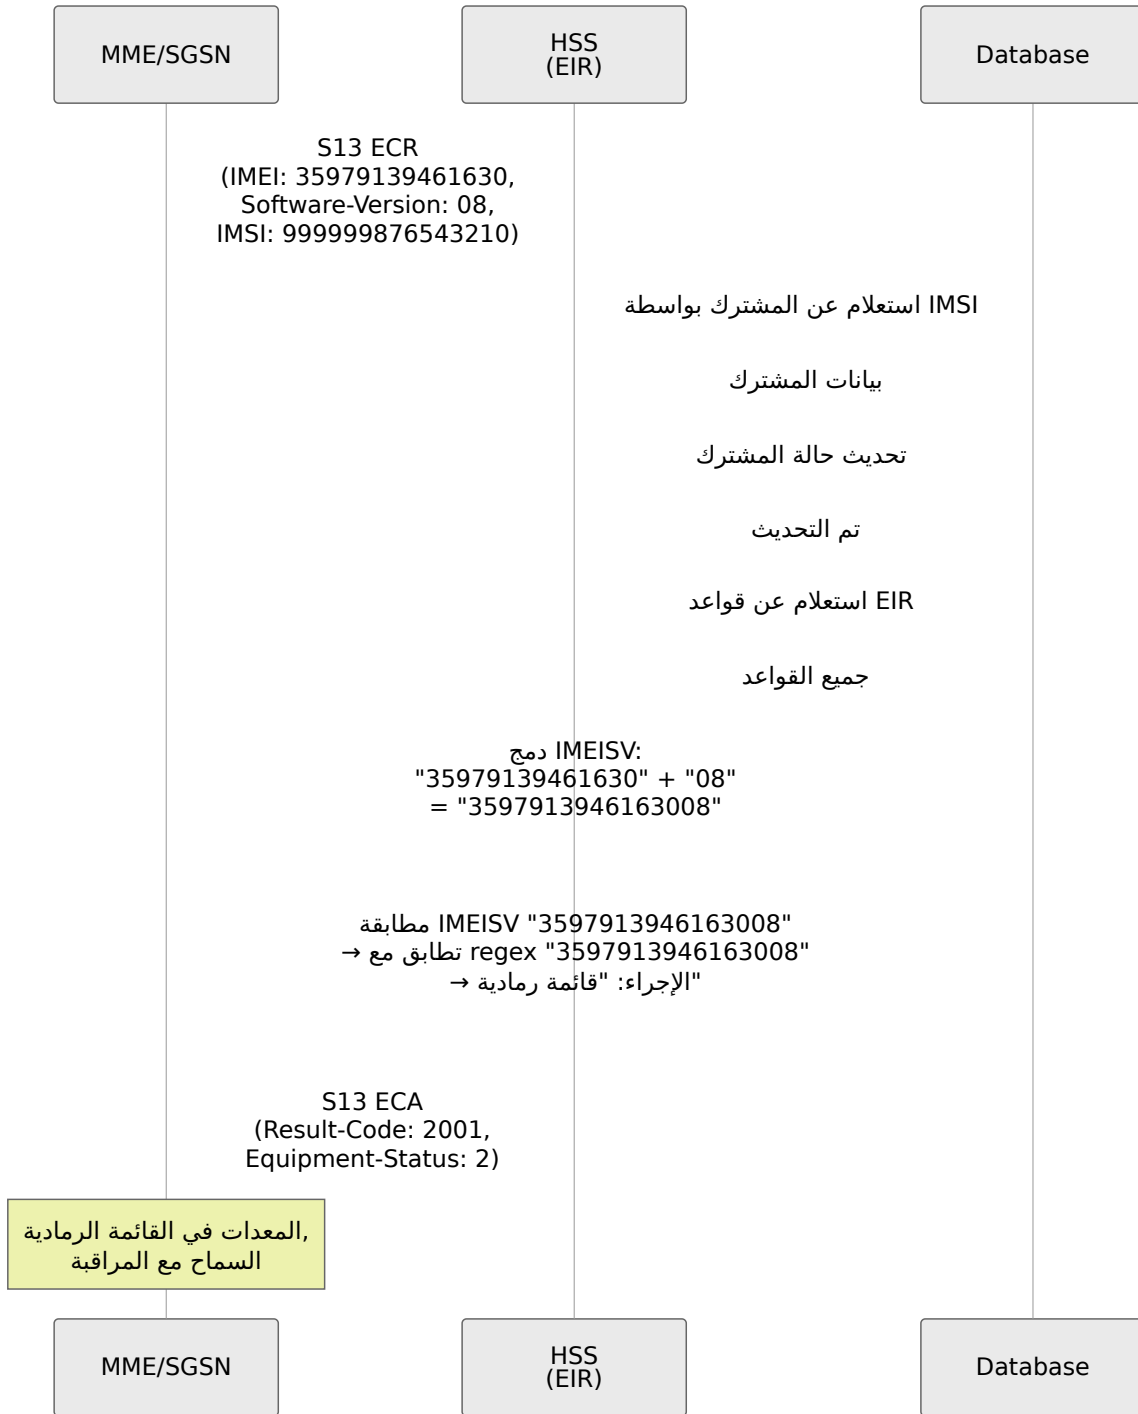 MME/SGSN
HSS
(EIR)
Database
S13 ECR
(IMEI: 35979139461630,
Software-Version: 08,
IMSI: 999999876543210)
استعلام عن المشترك بواسطة IMSI
بيانات المشترك
تحديث حالة المشترك
تم التحديث
استعلام عن قواعد EIR
جميع القواعد
دمج IMEISV:
"35979139461630" + "08"
= "3597913946163008"
مطابقة IMEISV "3597913946163008"
→ تطابق مع regex "3597913946163008"
→ الإجراء: "قائمة رمادية"
S13 ECA
(Result-Code: 2001,
Equipment-Status: 2)
المعدات في القائمة الرمادية,
السماح مع المراقبة
MME/SGSN
HSS
(EIR)
Database